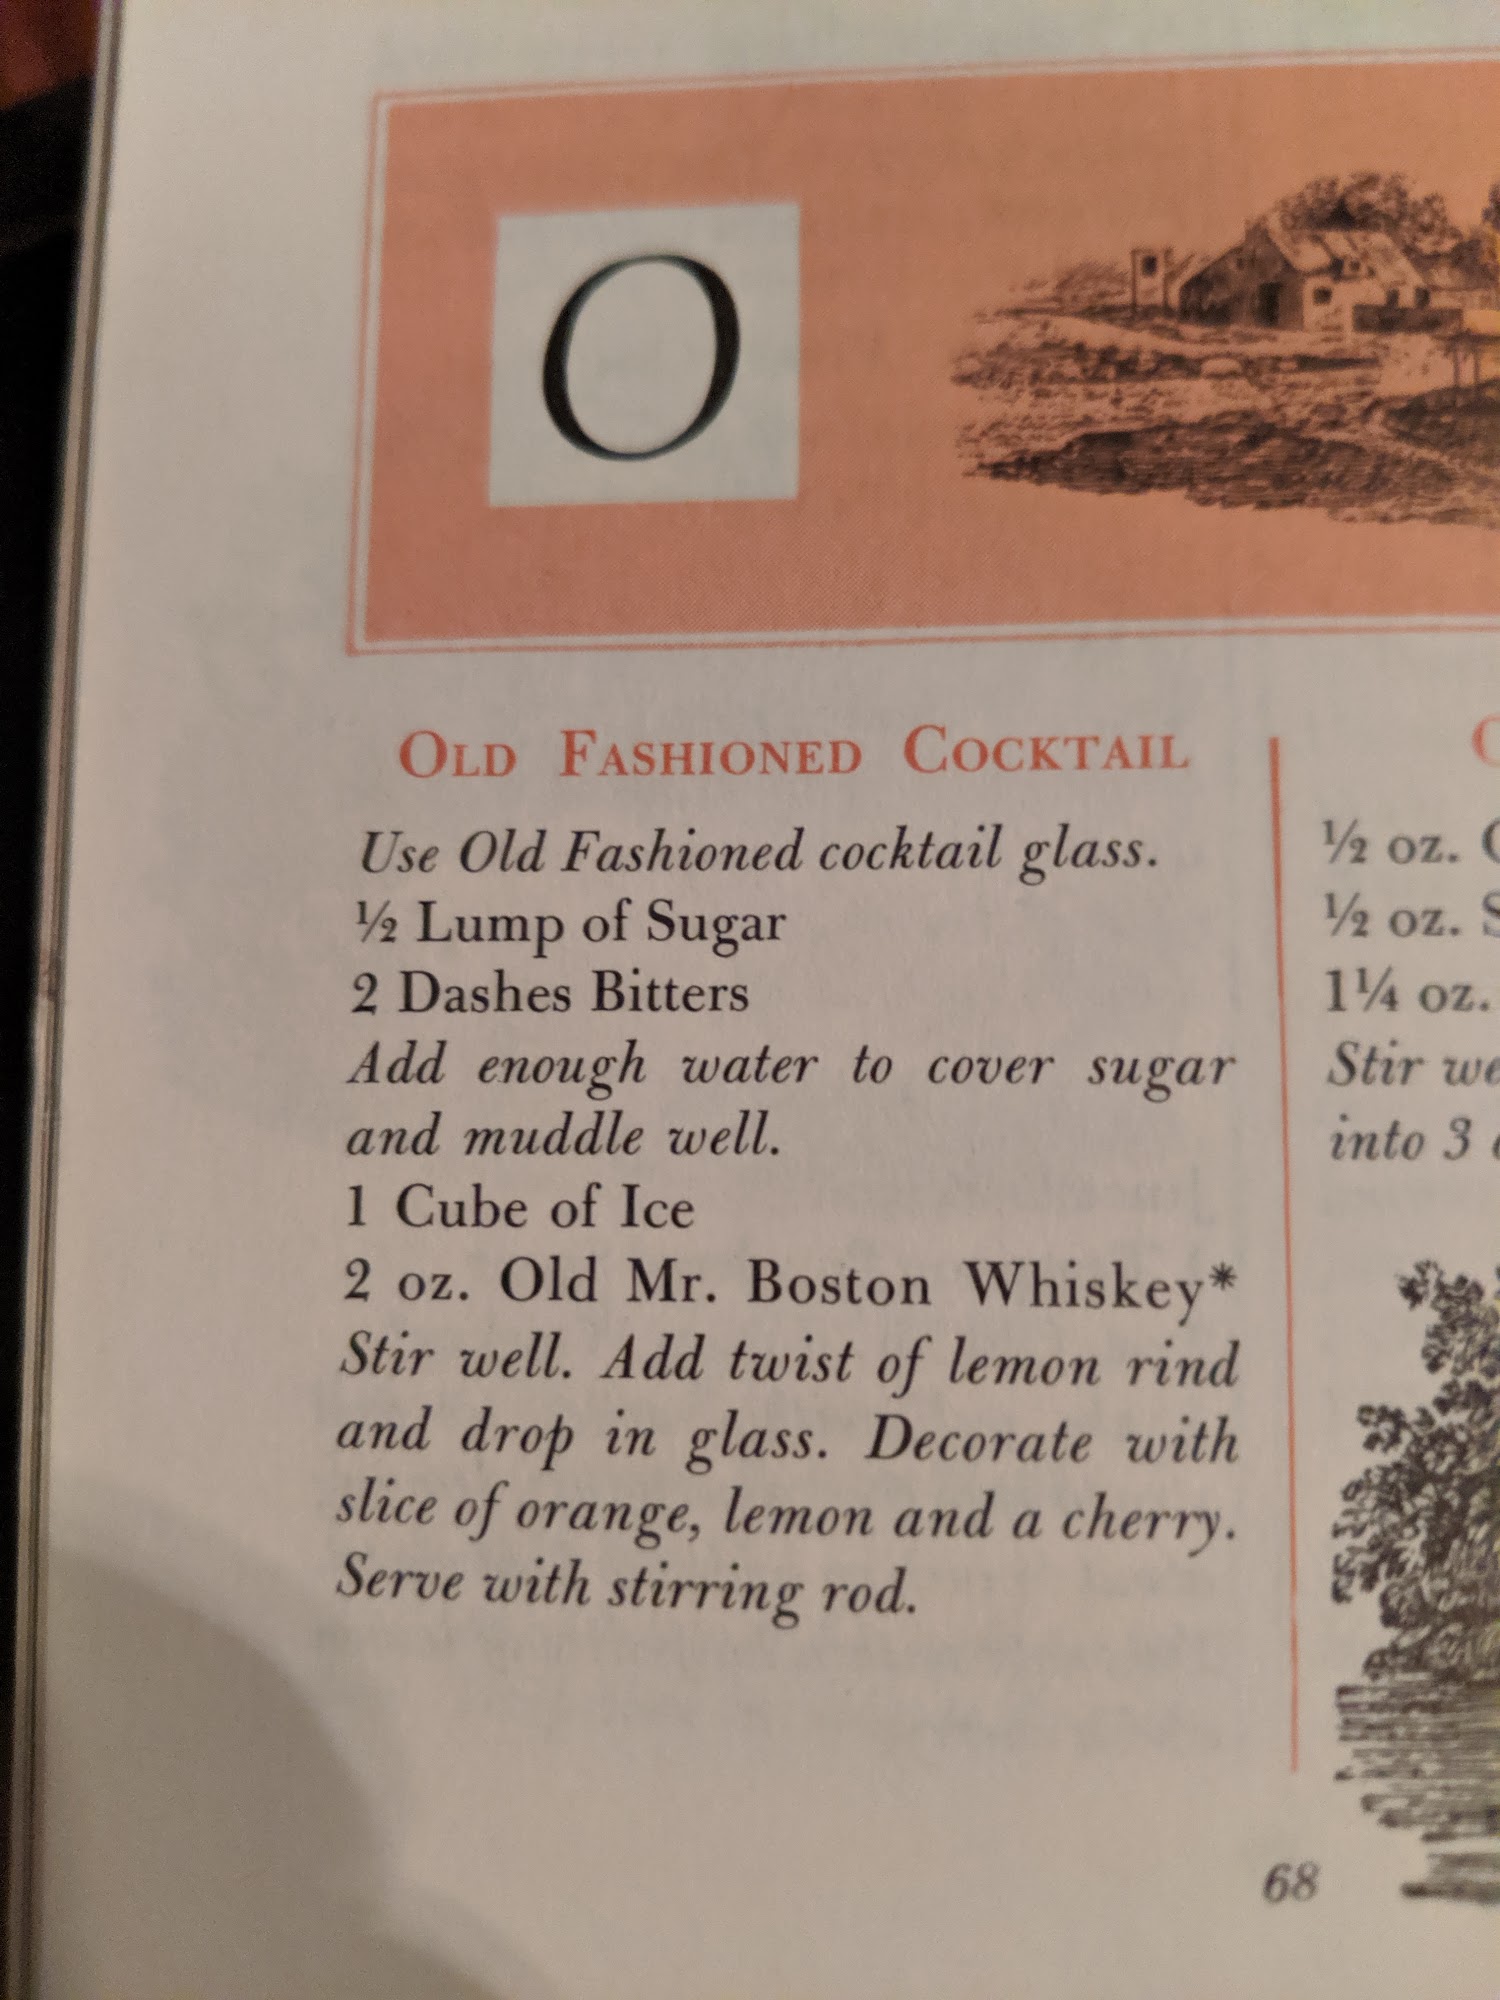 O
OLD FASHIONED COCKTAIL
Use Old Fashioned cocktail glass.
½ Lump of Sugar
2 Dashes Bitters
Add enough water to cover sugar
and muddle well.
1 Cube of Ice
2 oz. Old Mr. Boston Whiskey*
Stir well. Add twist of lemon rind
and drop in glass. Decorate with
slice of orange, lemon and a cherry.
Serve with stirring rod.
½ oz.
½ oz.
1¼ oz.
Stir
into 3
68